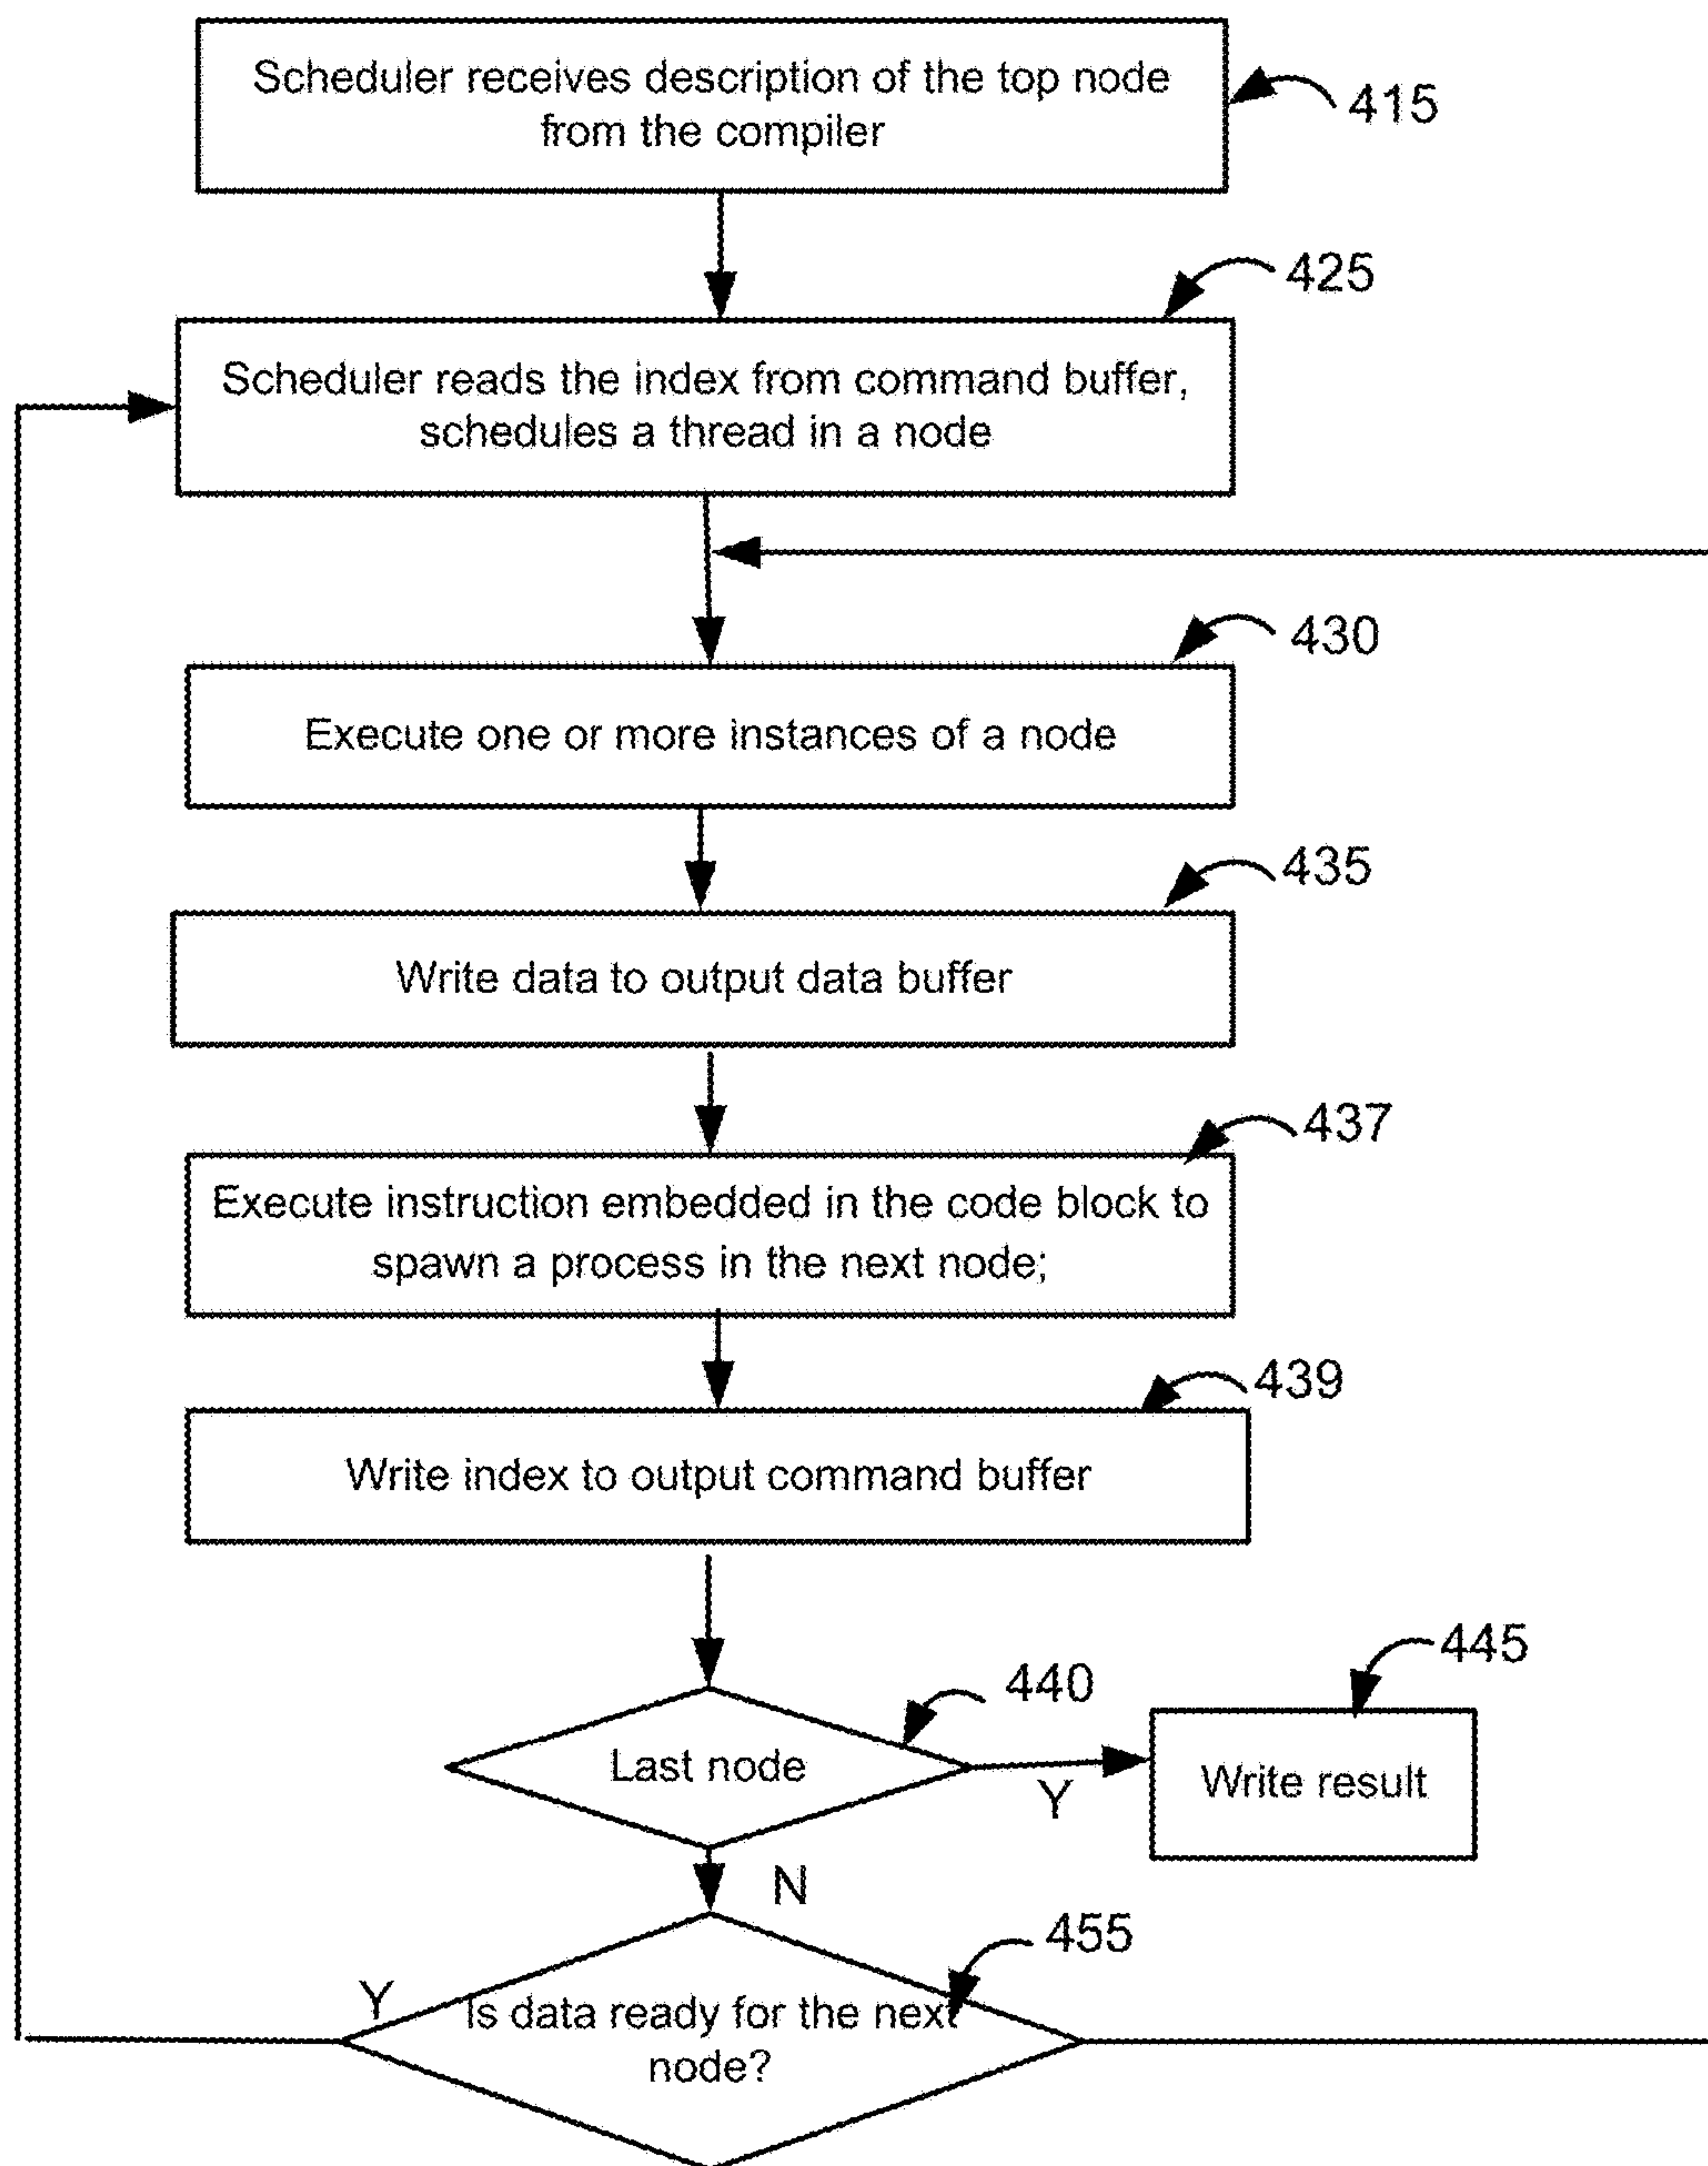 Scheduler receives description of the top node
from the compiler
415
425
Scheduler reads the index from command buffer,
schedules a thread in a node
430
Execute one or more instances of a node
435
Write data to output data buffer
437
Execute instruction embedded in the code block to
spawn a process in the next node;
439
Write index to output command buffer
445
440
Last node
Y
Write result
N
455
Y
Is data ready for the next
node?